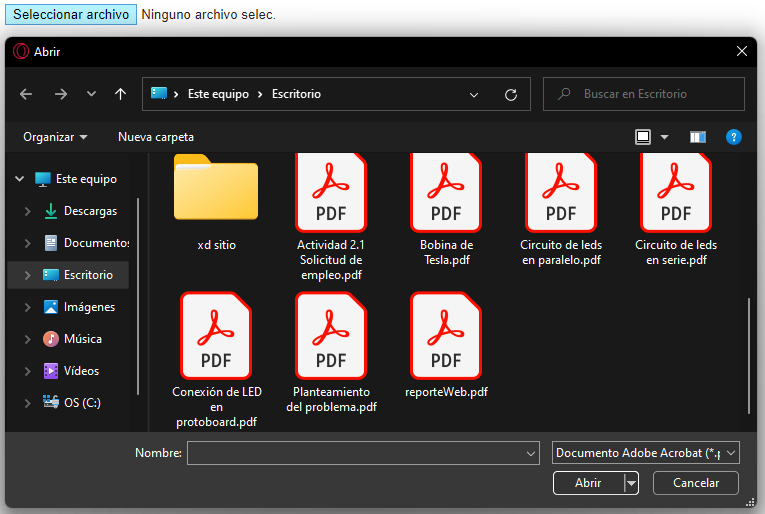 Seleccionar archivo Ninguno archivo selec.
Abrir
Este equipo Escritorio
Buscar en Escritorio
Organizar Nueva carpeta
Este equipo
Descargas
Documentos
Escritorio
Imágenes
Música
Vídeos
OS (C:)
xd sitio
PDF
Actividad 2.1
Solicitud de
empleo.pdf
PDF
Bobina de
Tesla.pdf
PDF
Circuito de leds
en paralelo.pdf
PDF
Circuito de leds
en serie.pdf
PDF
Conexión de LED
en
protoboard.pdf
PDF
Planteamiento
del problema.pdf
PDF
reporteWeb.pdf
Nombre:
Documento Adobe Acrobat (*.p
Abrir Cancelar